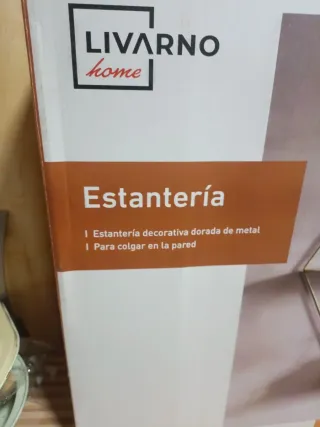 LIVARNO
home
Estantería
I Estantería decorativa dorada de metal
I Para colgar en la pared